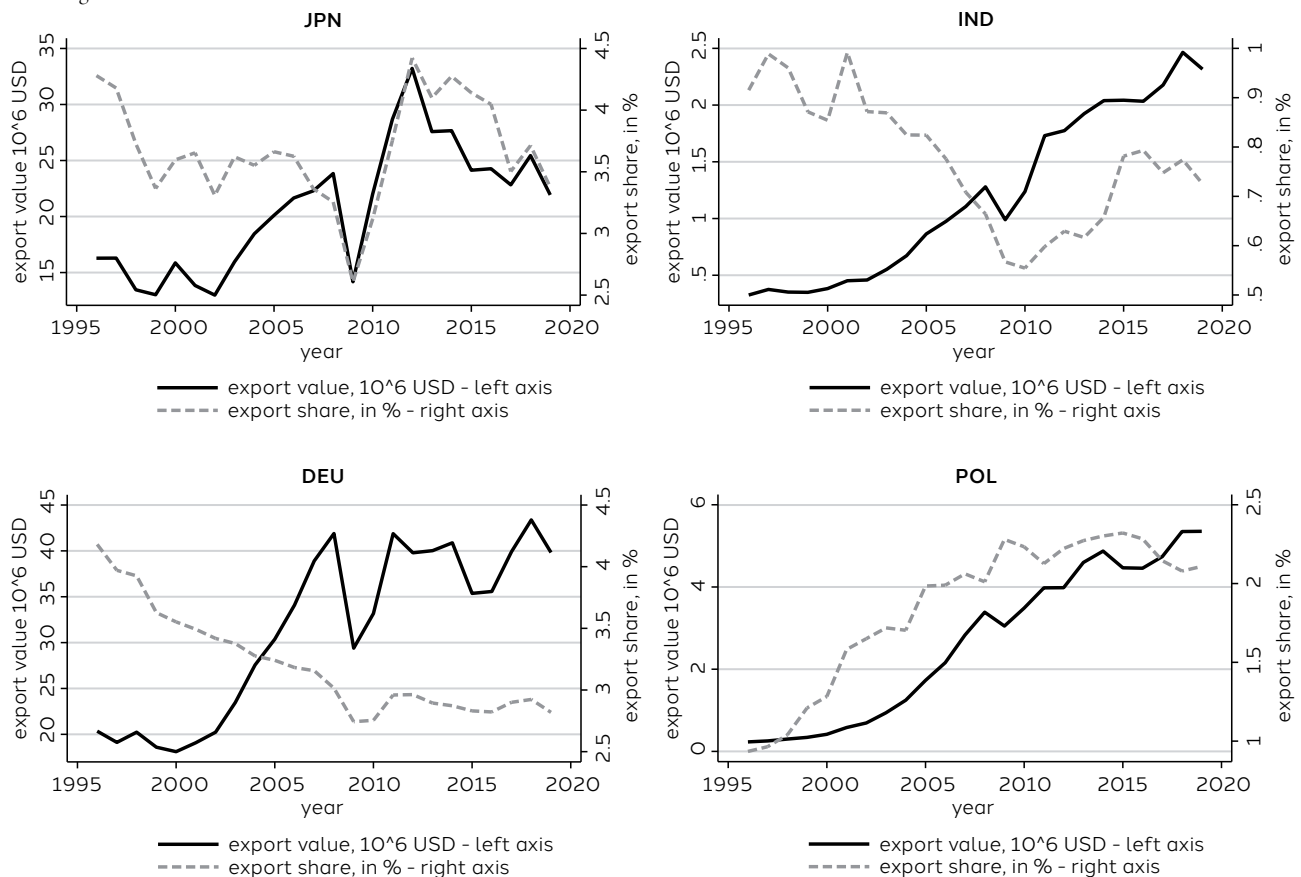 JPN
export value 10^6 USD
35
30
25
20
15
4.5
4
3.5
3
2.5
export share, in %
1995 2000 2005 2010 2015 2020
year
export value, 10^6 USD - left axis
export share, in % - right axis
IND
export value 10^6 USD
2.5
2
1.5
1
.5
1
.9
.8
.7
.6
.5
export share, in %
1995 2000 2005 2010 2015 2020
year
export value, 10^6 USD - left axis
export share, in % - right axis
DEU
export value 10^6 USD
45
40
35
30
25
20
4.5
4
3.5
3
2.5
export share, in %
1995 2000 2005 2010 2015 2020
year
export value, 10^6 USD - left axis
export share, in % - right axis
POL
export value 10^6 USD
6
4
2
0
2.5
2
1.5
1
export share, in %
1995 2000 2005 2010 2015 2020
year
export value, 10^6 USD - left axis
export share, in % - right axis